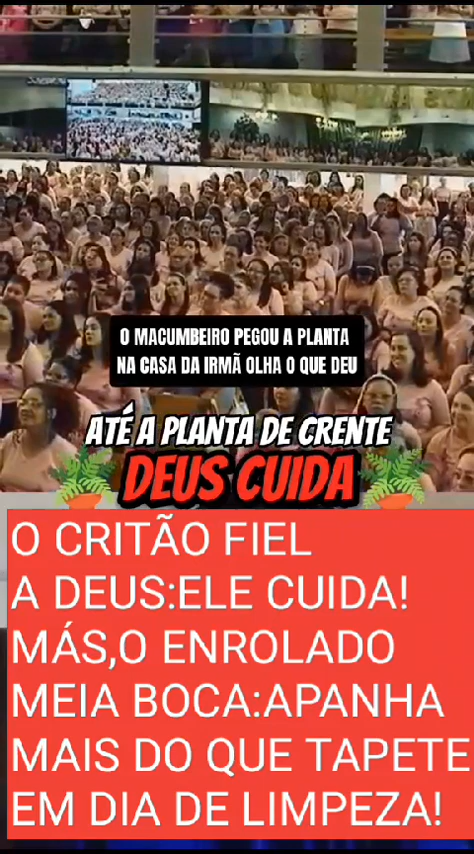 O MACUMBEIRO PEGOU A PLANTA
NA CASA DA IRMÃ OLHA O QUE DEU
ATÉ A PLANTA DE CRENTE
DEUS CUIDA
O CRITÃO FIEL
A DEUS:ELE CUIDA!
MÁS,O ENROLADO
MEIA BOCA:APANHA
MAIS DO QUE TAPETE
EM DIA DE LIMPEZA!